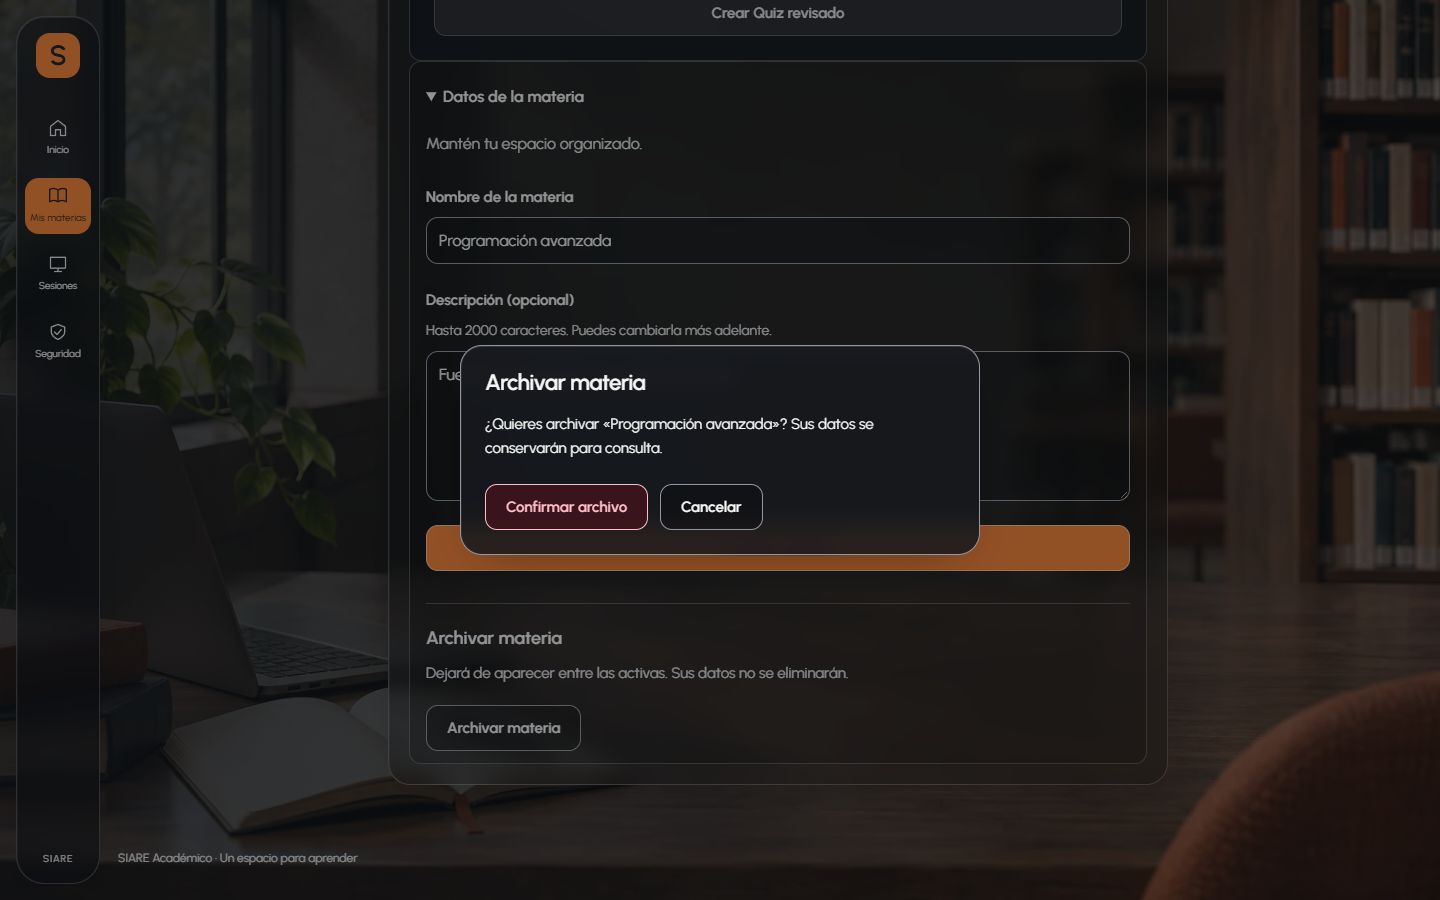 S
Inicio
Mis materias
Sesiones
Seguridad
SIARE
Crear Quiz revisado
▼ Datos de la materia
Mantén tu espacio organizado.
Nombre de la materia
Programación avanzada
Descripción (opcional)
Hasta 2000 caracteres. Puedes cambiarla más adelante.
Archivar materia
¿Quieres archivar «Programación avanzada»? Sus datos se
conservarán para consulta.
Confirmar archivo
Cancelar
Archivar materia
Dejará de aparecer entre las activas. Sus datos no se eliminarán.
Archivar materia
SIARE Académico · Un espacio para aprender